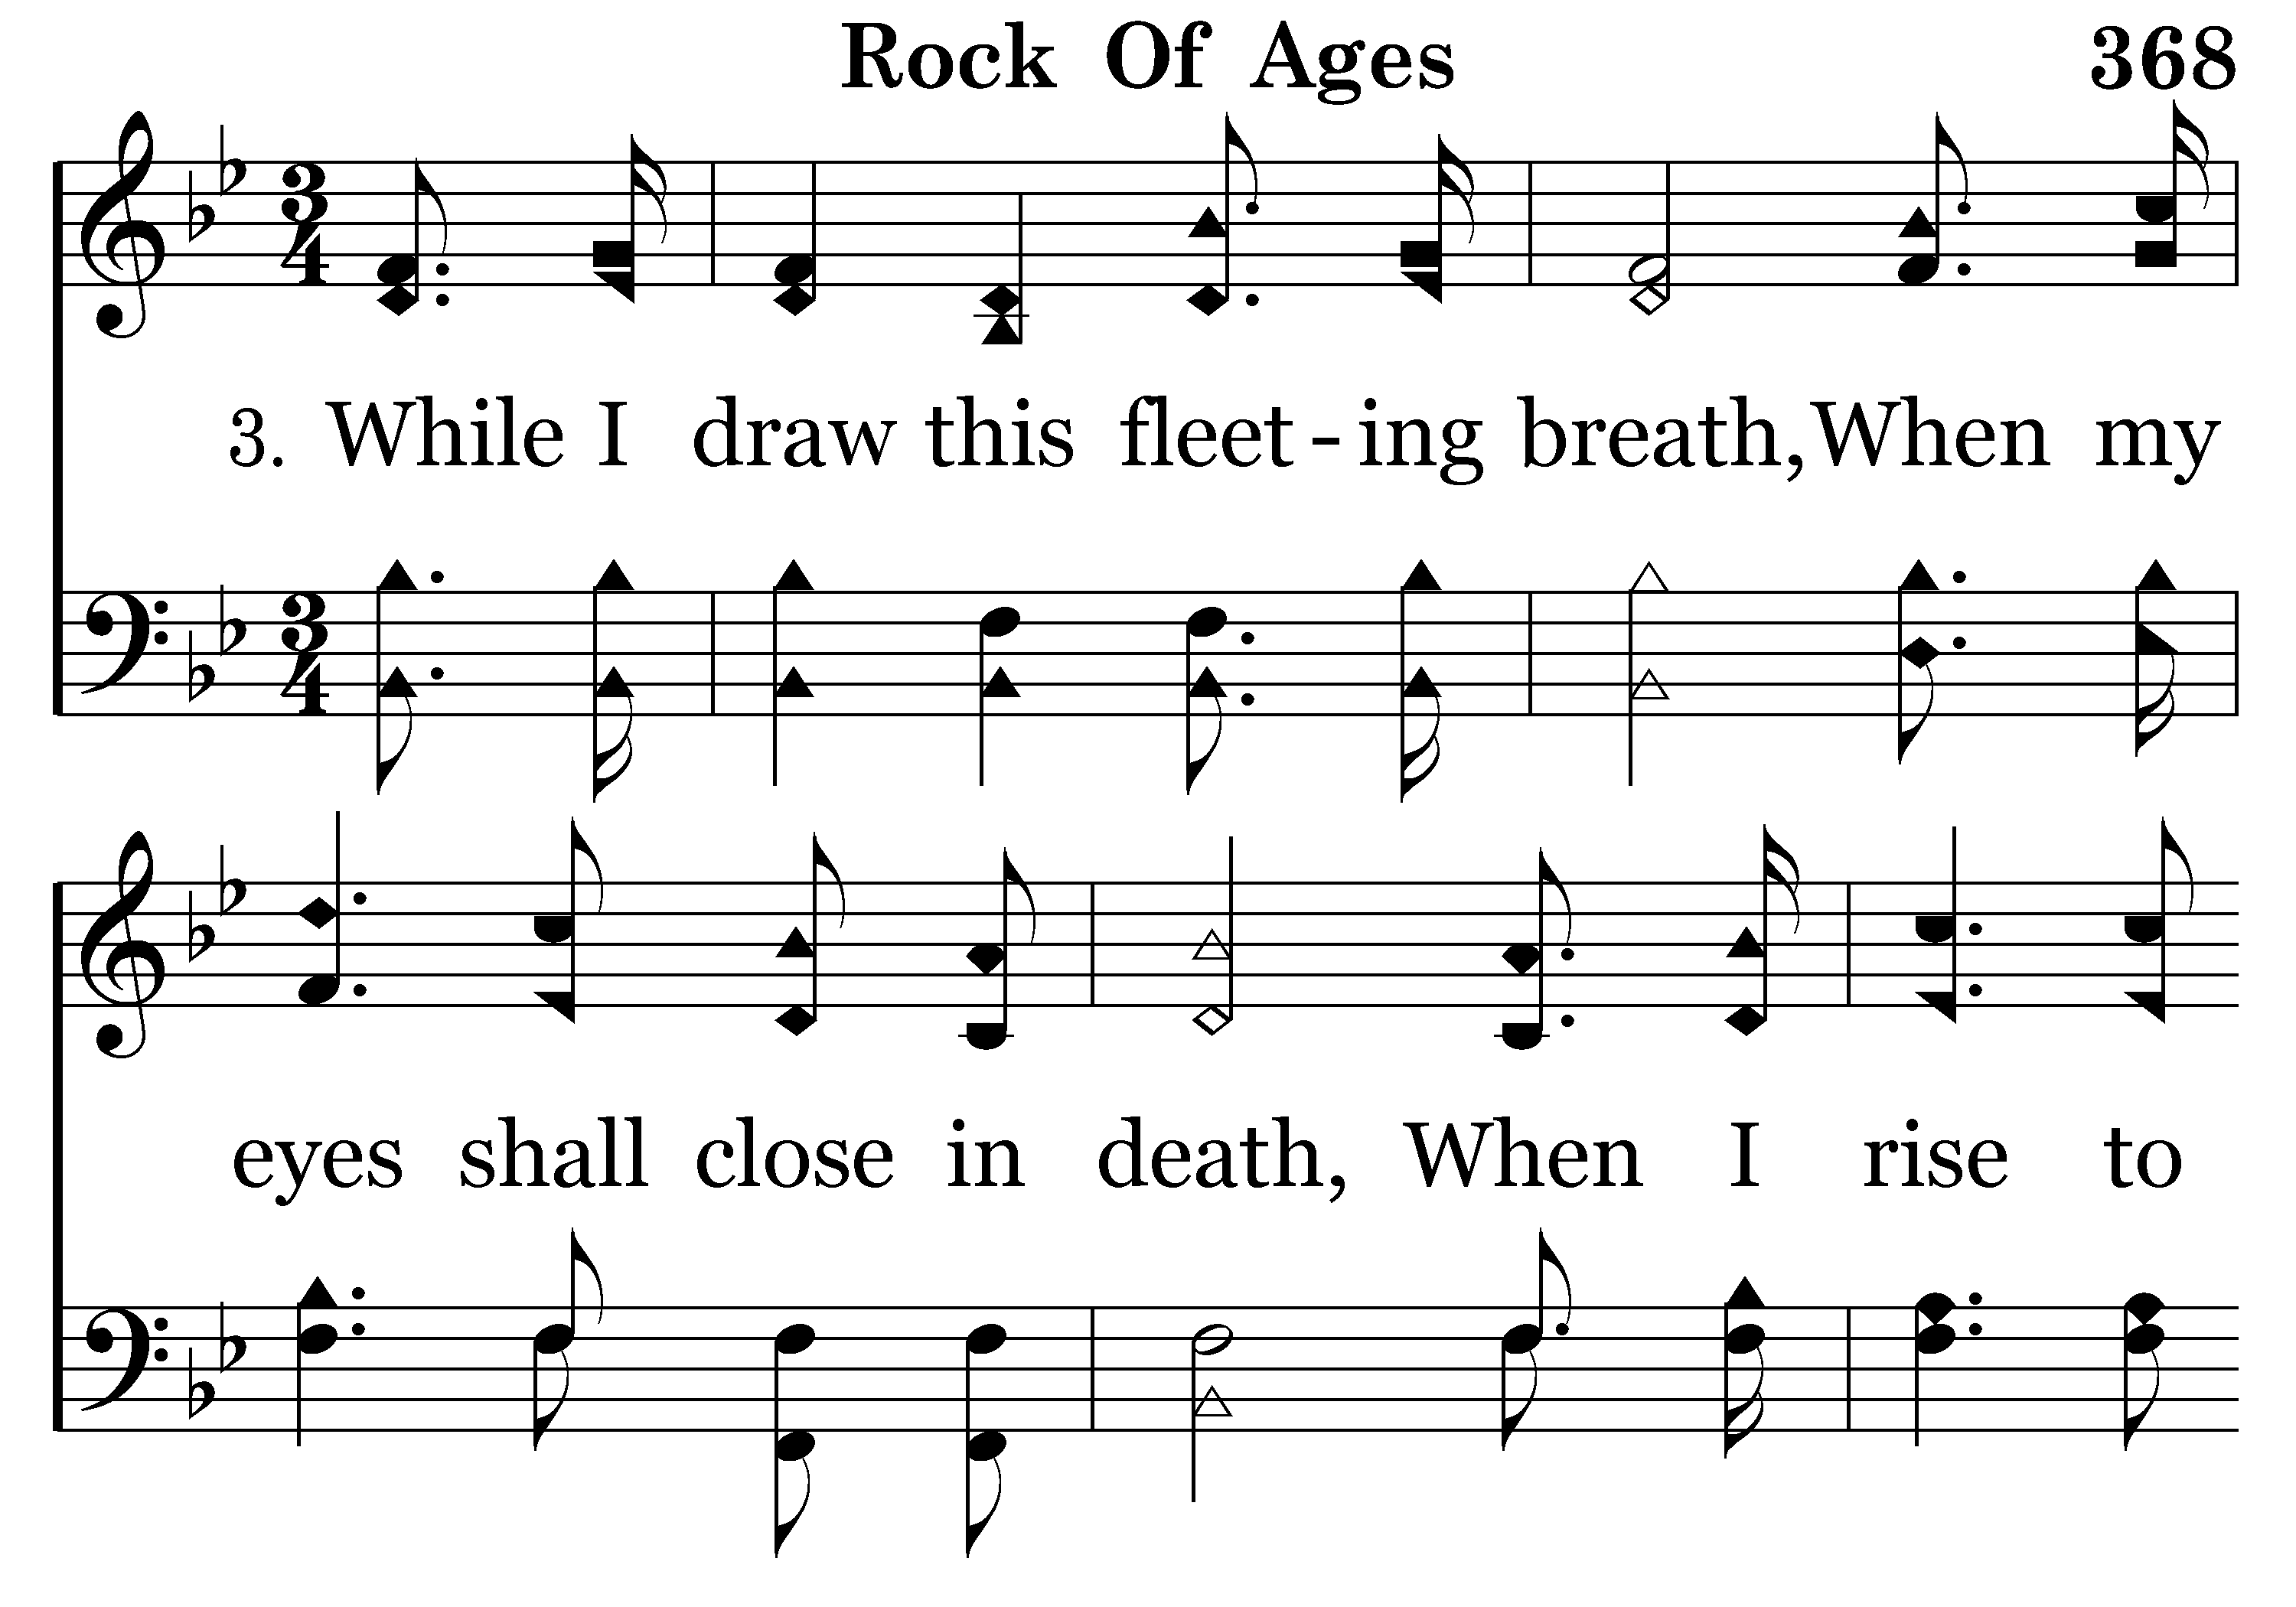 Rock Of Ages 368
3. While I draw this fleet - ing breath, When my
eyes shall close in death, When I rise to